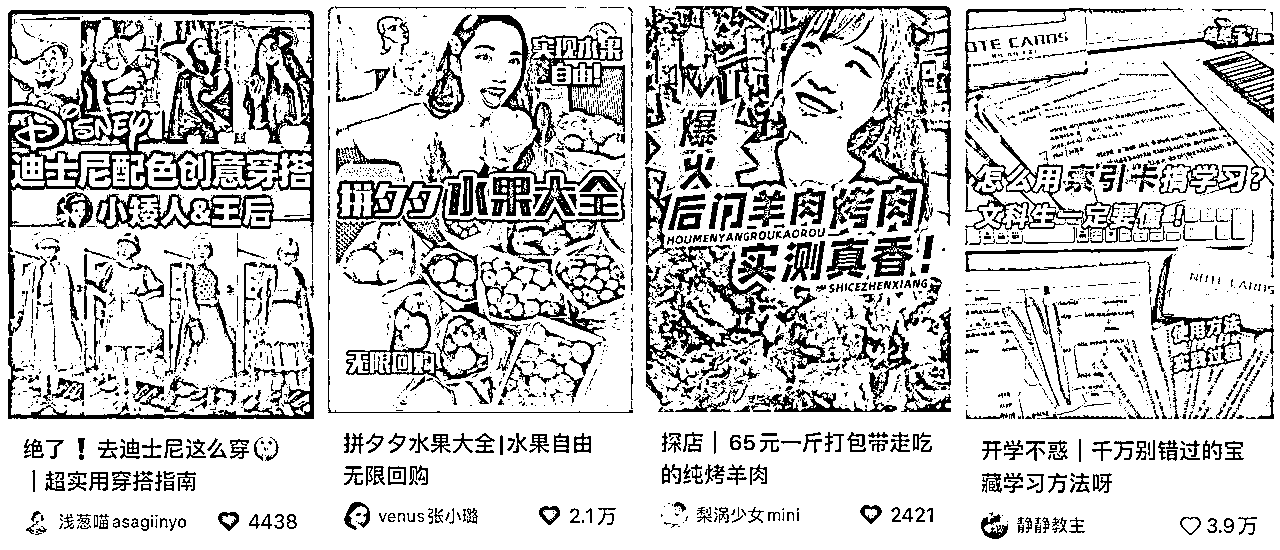 DISNEY
迪士尼配色创意穿搭
小矮人&王后
绝了！去迪士尼这么穿
｜超实用穿搭指南
浅葱喵asagiinyo
4438
实现水果
自由!
拼夕夕水果大全
无限回购
拼夕夕水果大全|水果自由
无限回购
venus张小璐
2.1万
爆
火
后门羊肉烤肉
HOUMENYANGROUKAOROU
实测真香!
SHICEZHENXIANG
探店｜65元一斤打包带走吃
的纯烤羊肉
梨涡少女mini
2421
NOTE CARDS
怎么用索引卡搞学习?
文科生一定要懂!!
NOTE CARDS
使用方法
实践过程
开学不惑｜千万别错过的宝
藏学习方法呀
静静教主
3.9万